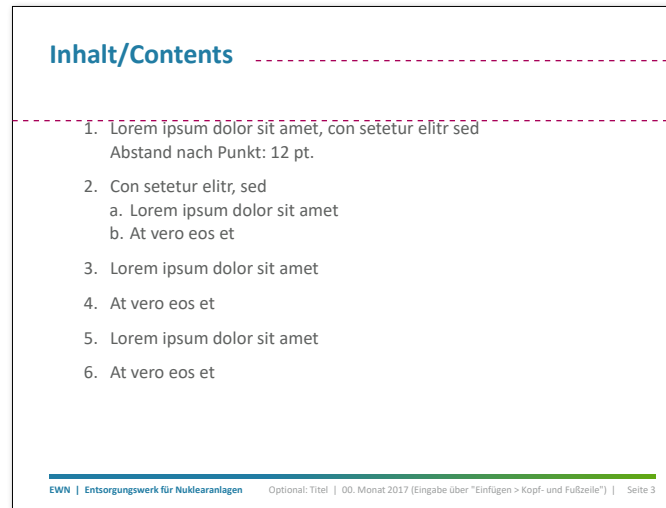 Inhalt/Contents
1. Lorem ipsum dolor sit amet, con setetur elitr sed
Abstand nach Punkt: 12 pt.
2. Con setetur elitr, sed
a. Lorem ipsum dolor sit amet
b. At vero eos et
3. Lorem ipsum dolor sit amet
4. At vero eos et
5. Lorem ipsum dolor sit amet
6. At vero eos et
EWN | Entsorgungswerk für Nuklearanlagen Optional: Titel | 00. Monat 2017 (Eingabe über "Einfügen > Kopf- und Fußzeile") | Seite 3